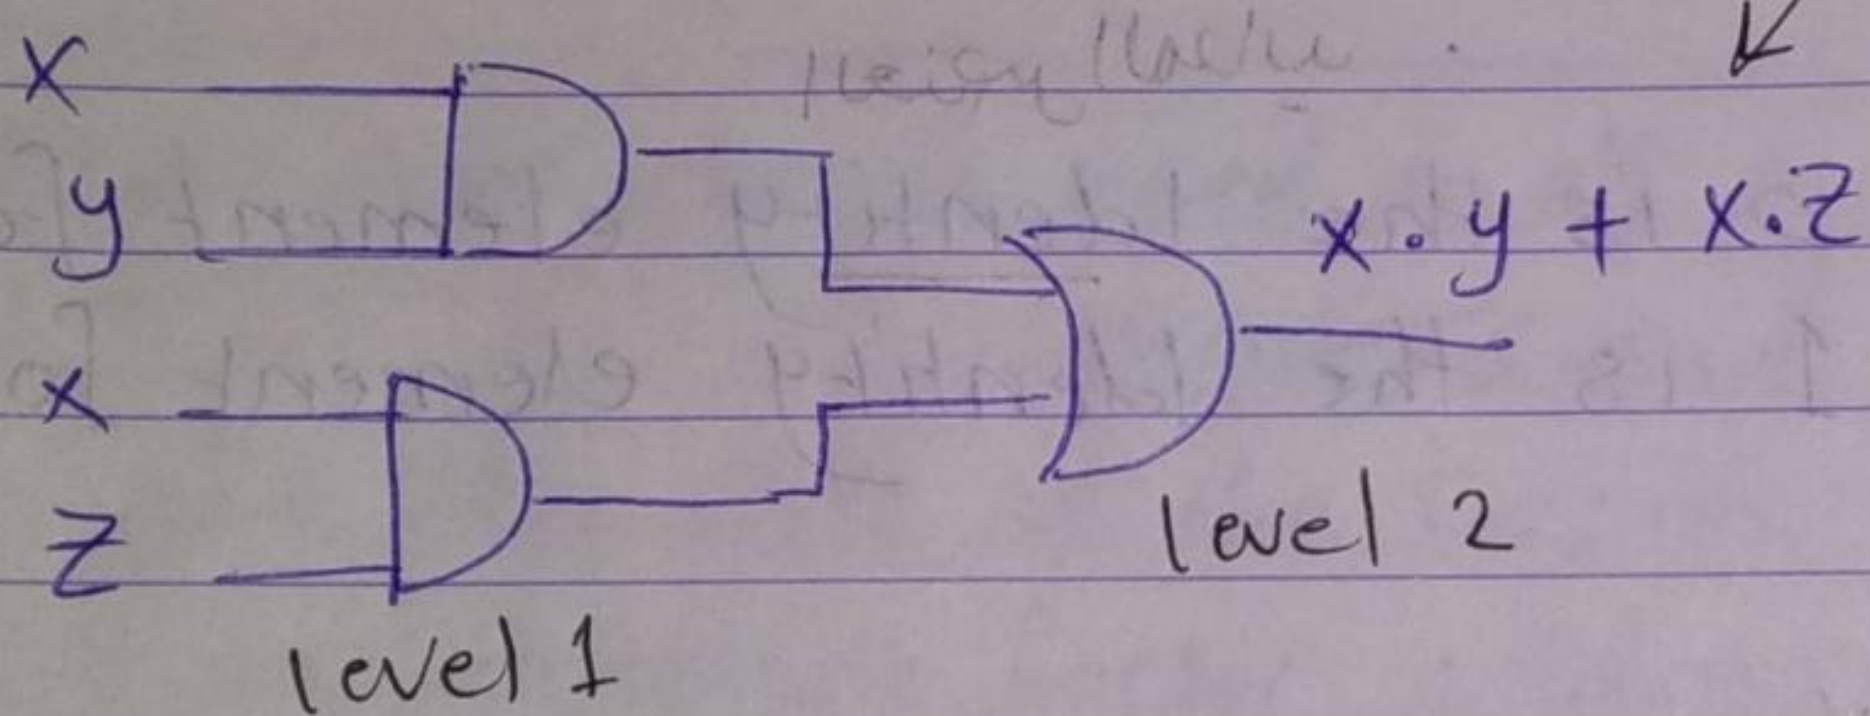 x
y
x . y + x . z
x
z
level 2
level 1